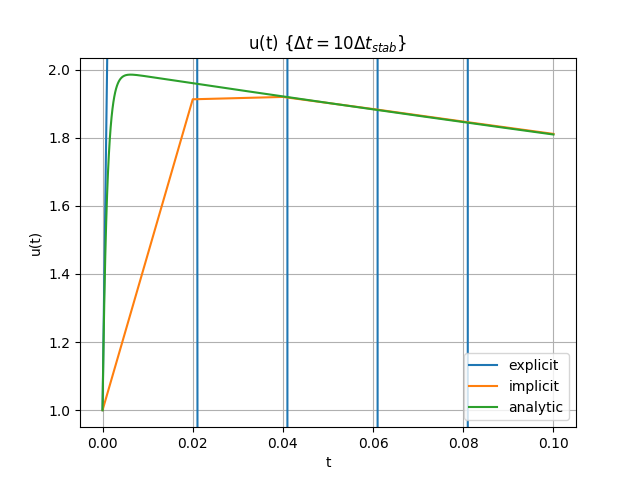 u(t) {Δt = 10Δt_stab}
u(t)
2.0
1.8
1.6
1.4
1.2
1.0
0.00 0.02 0.04 0.06 0.08 0.10
t
explicit
implicit
analytic